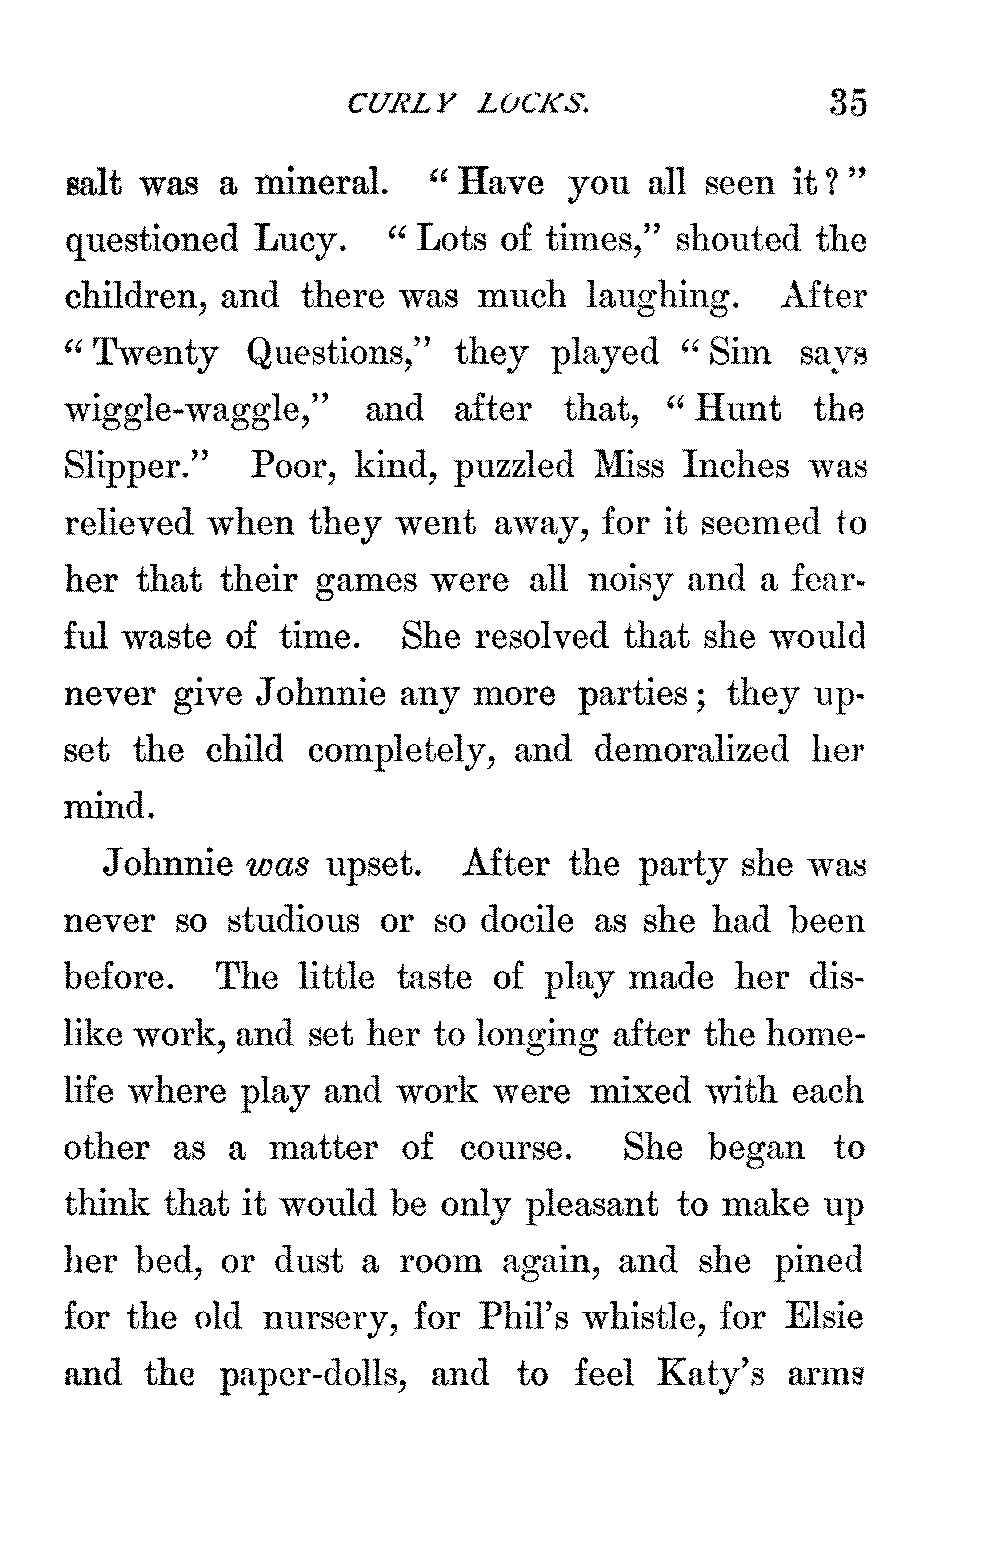 CURLY LOCKS. 35
salt was a mineral. “Have you all seen it?”
questioned Lucy. “Lots of times,” shouted the
children, and there was much laughing. After
“Twenty Questions,” they played “Sim says
wiggle-waggle,” and after that, “Hunt the
Slipper.” Poor, kind, puzzled Miss Inches was
relieved when they went away, for it seemed to
her that their games were all noisy and a fear-
ful waste of time. She resolved that she would
never give Johnnie any more parties; they up-
set the child completely, and demoralized her
mind.
Johnnie was upset. After the party she was
never so studious or so docile as she had been
before. The little taste of play made her dis-
like work, and set her to longing after the home-
life where play and work were mixed with each
other as a matter of course. She began to
think that it would be only pleasant to make up
her bed, or dust a room again, and she pined
for the old nursery, for Phil’s whistle, for Elsie
and the paper-dolls, and to feel Katy’s arms